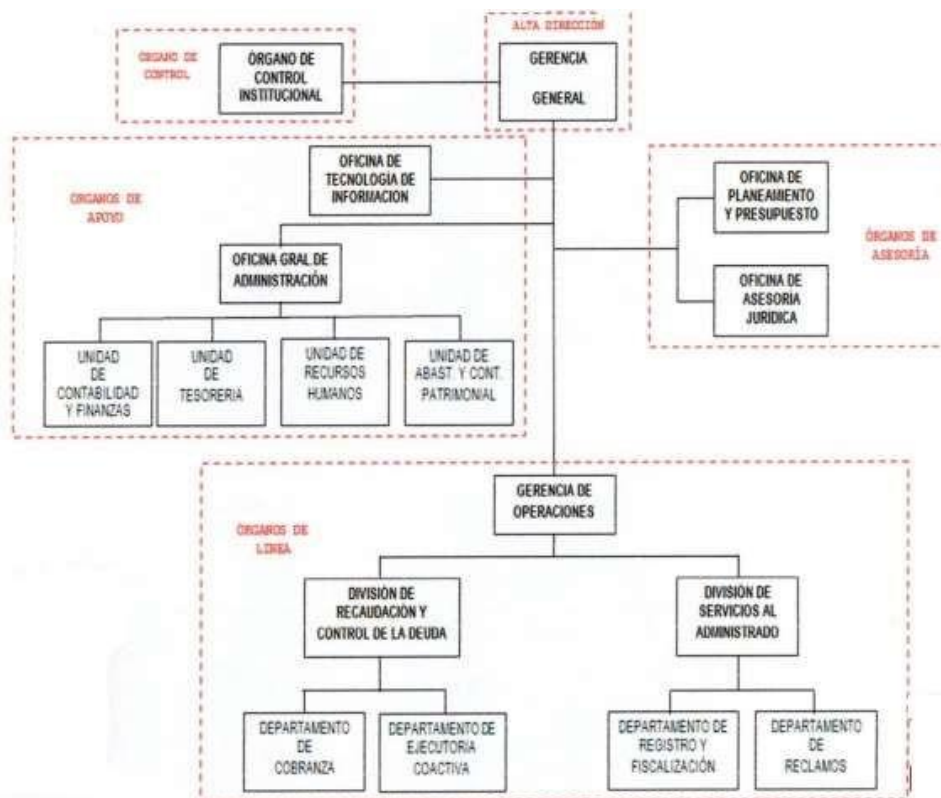 ALTA DIRECCIÓN
ÓRGANO DE
CONTROL
ÓRGANO DE
CONTROL
INSTITUCIONAL
GERENCIA
GENERAL
ÓRGANOS DE
APOYO
OFICINA DE
TECNOLOGÍA DE
INFORMACION
OFICINA GRAL DE
ADMINISTRACIÓN
UNIDAD
DE
CONTABILIDAD
Y FINANZAS
UNIDAD
DE
TESORERIA
UNIDAD DE
RECURSOS
HUMANOS
UNIDAD DE
ABAST. Y CONT.
PATRIMONIAL
OFICINA DE
PLANEAMIENTO
Y PRESUPUESTO
ÓRGANOS DE
ASESORÍA
OFICINA DE
ASESORIA
JURIDICA
ÓRGANOS DE
LINEA
GERENCIA DE
OPERACIONES
DIVISIÓN DE
RECAUDACIÓN Y
CONTROL DE LA DEUDA
DIVISIÓN DE
SERVICIOS AL
ADMINISTRADO
DEPARTAMENTO
DE
COBRANZA
DEPARTAMENTO DE
EJECUTORIA
COACTIVA
DEPARTAMENTO DE
REGISTRO Y
FISCALIZACIÓN
DEPARTAMENTO
DE
RECLAMOS